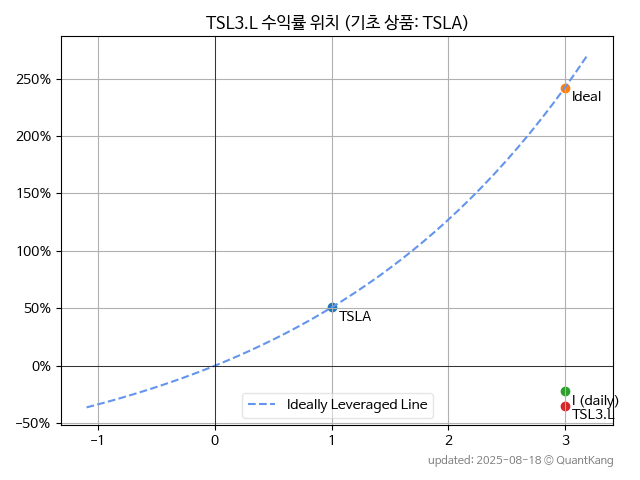 TSL3.L 수익률 위치 (기초 상품: TSLA)
250%
200%
150%
100%
50%
0%
−50%
Ideal
TSLA
I (daily)
TSL3.L
Ideally Leveraged Line
−1
0
1
2
3
updated: 2025-08-18 © QuantKang